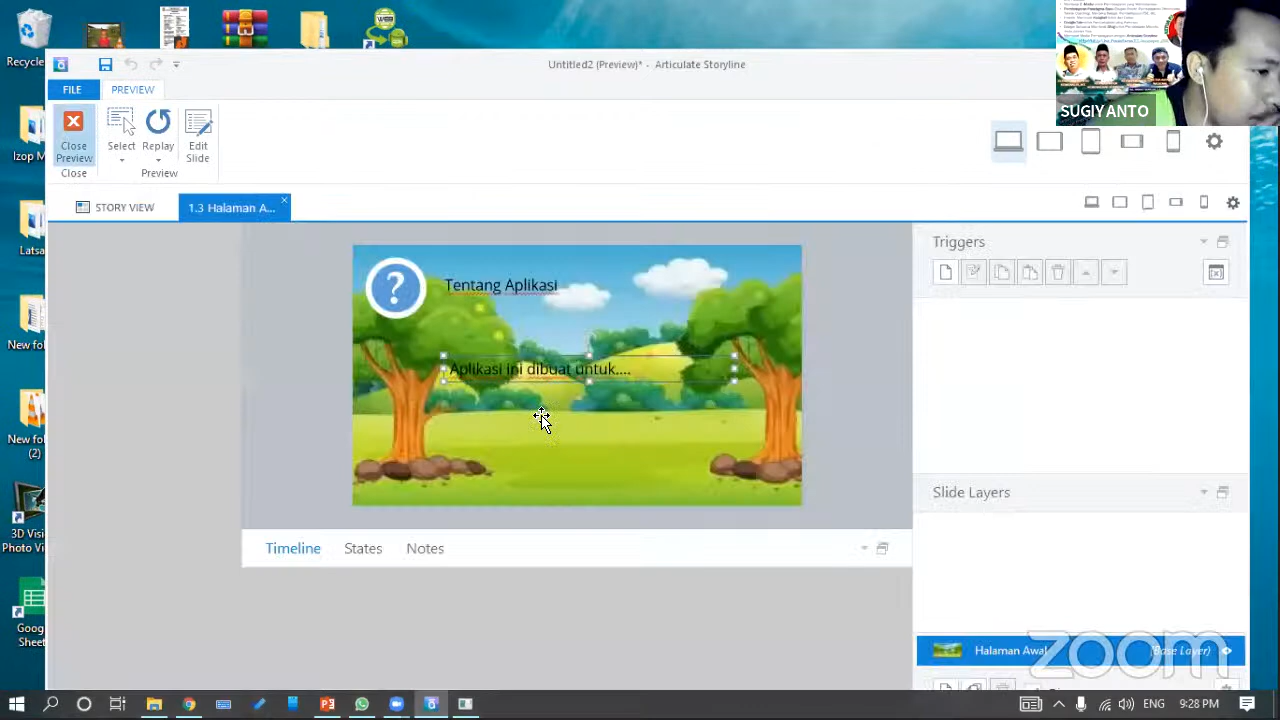 Untitled2 (Preview)* - Articulate Storyline
SUGIYANTO
FILE
PREVIEW
Close Preview
Select
Replay
Edit Slide
Close
Preview
STORY VIEW
1.3 Halaman A...
Tentang Aplikasi
Aplikasi ini dibuat untuk....
Triggers
Slide Layers
Timeline
States
Notes
Halaman Awal
(Base Layer)
zoom
Izop M
Latsa
New fo
New fol
(2)
3D Visi
Photo Vi
Goog
Sheet
ENG
9:28 PM